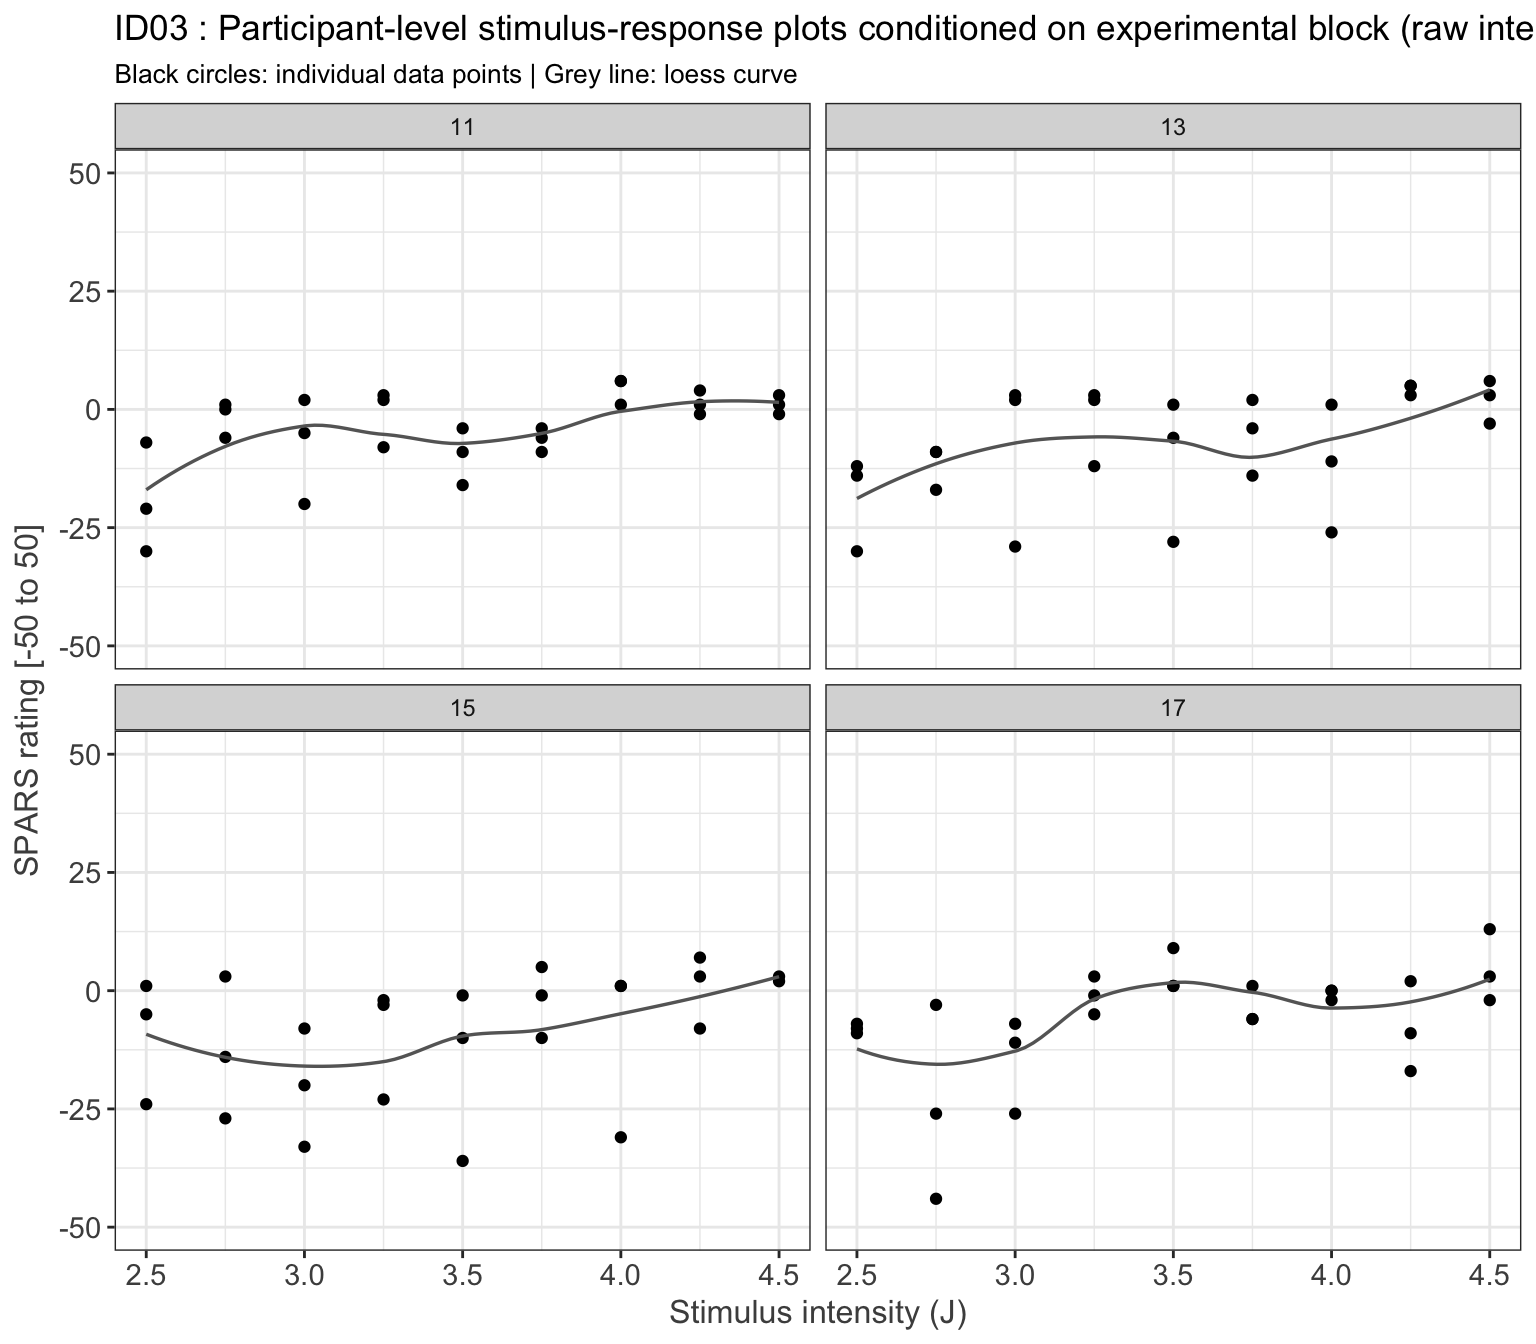 ID03 : Participant-level stimulus-response plots conditioned on experimental block (raw inte
Black circles: individual data points | Grey line: loess curve
11
13
50
25
0
-25
-50
15
17
50
25
0
-25
-50
SPARS rating [-50 to 50]
2.5 3.0 3.5 4.0 4.5
2.5 3.0 3.5 4.0 4.5
Stimulus intensity (J)